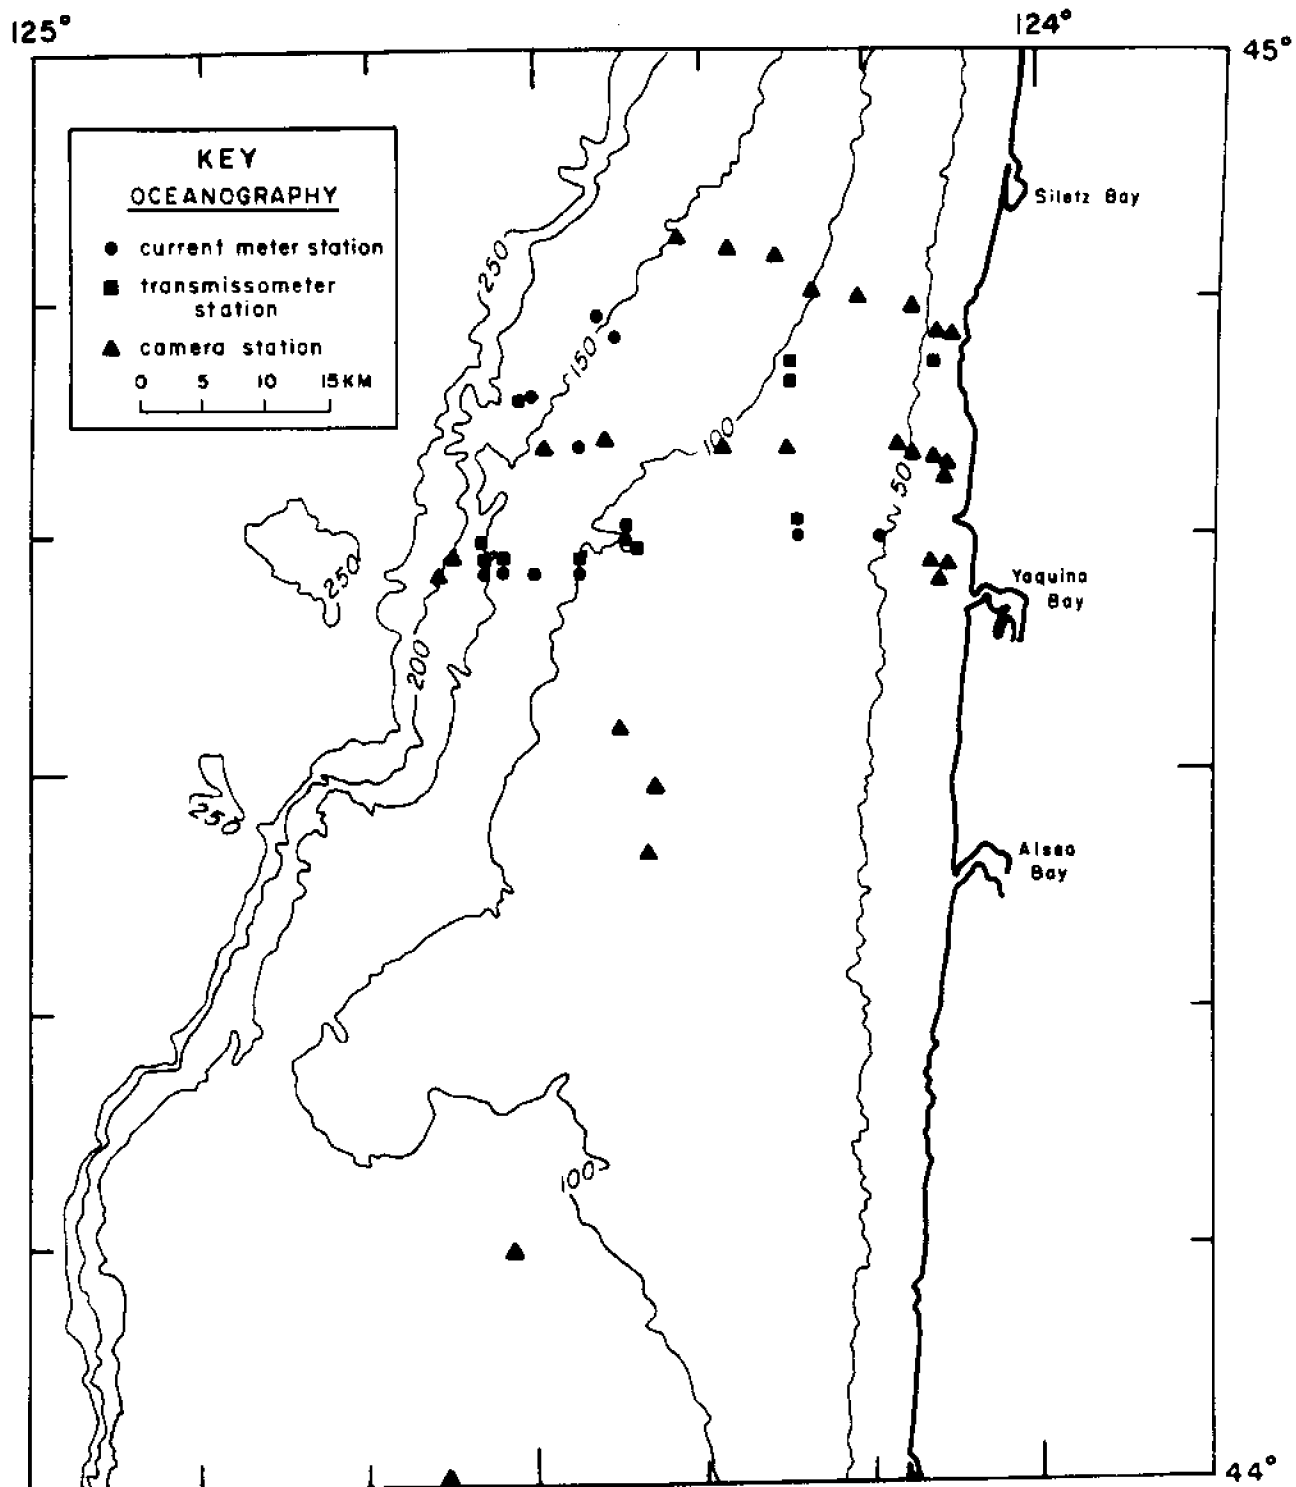 125°
124°
45°
KEY
OCEANOGRAPHY
current meter station
transmissometer
station
camera station
0 5 10 15 KM
Siletz Bay
250
150
100
50
250
Yaquina
Bay
200
250
Alsea
Bay
100
44°